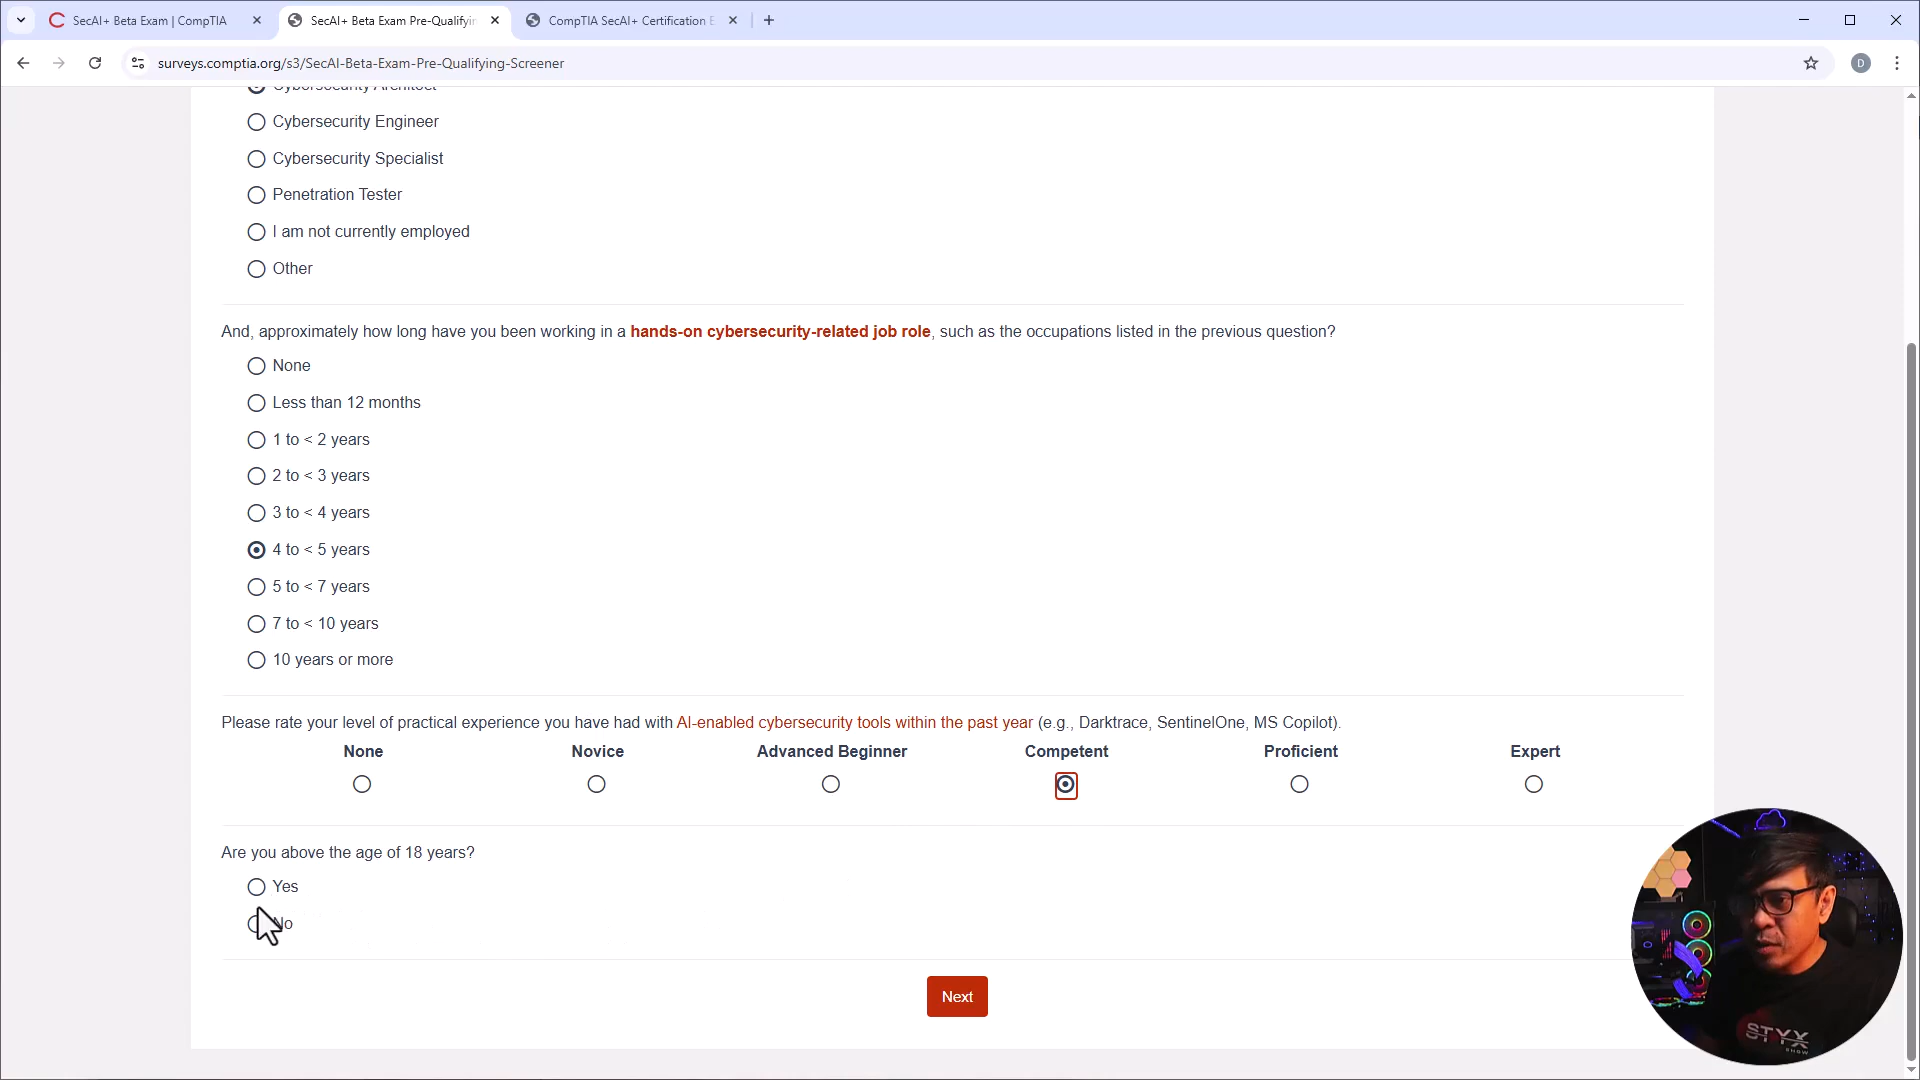 SecAI+ Beta Exam | CompTIA
SecAI+ Beta Exam Pre-Qualifyin
CompTIA SecAI+ Certification E
surveys.comptia.org/s3/SecAI-Beta-Exam-Pre-Qualifying-Screener
D
Cybersecurity Architect
Cybersecurity Engineer
Cybersecurity Specialist
Penetration Tester
I am not currently employed
Other
And, approximately how long have you been working in a hands-on cybersecurity-related job role, such as the occupations listed in the previous question?
None
Less than 12 months
1 to < 2 years
2 to < 3 years
3 to < 4 years
4 to < 5 years
5 to < 7 years
7 to < 10 years
10 years or more
Please rate your level of practical experience you have had with AI-enabled cybersecurity tools within the past year (e.g., Darktrace, SentinelOne, MS Copilot).
None Novice Advanced Beginner Competent Proficient Expert
Are you above the age of 18 years?
Yes
No
Next
STYX
SHOW